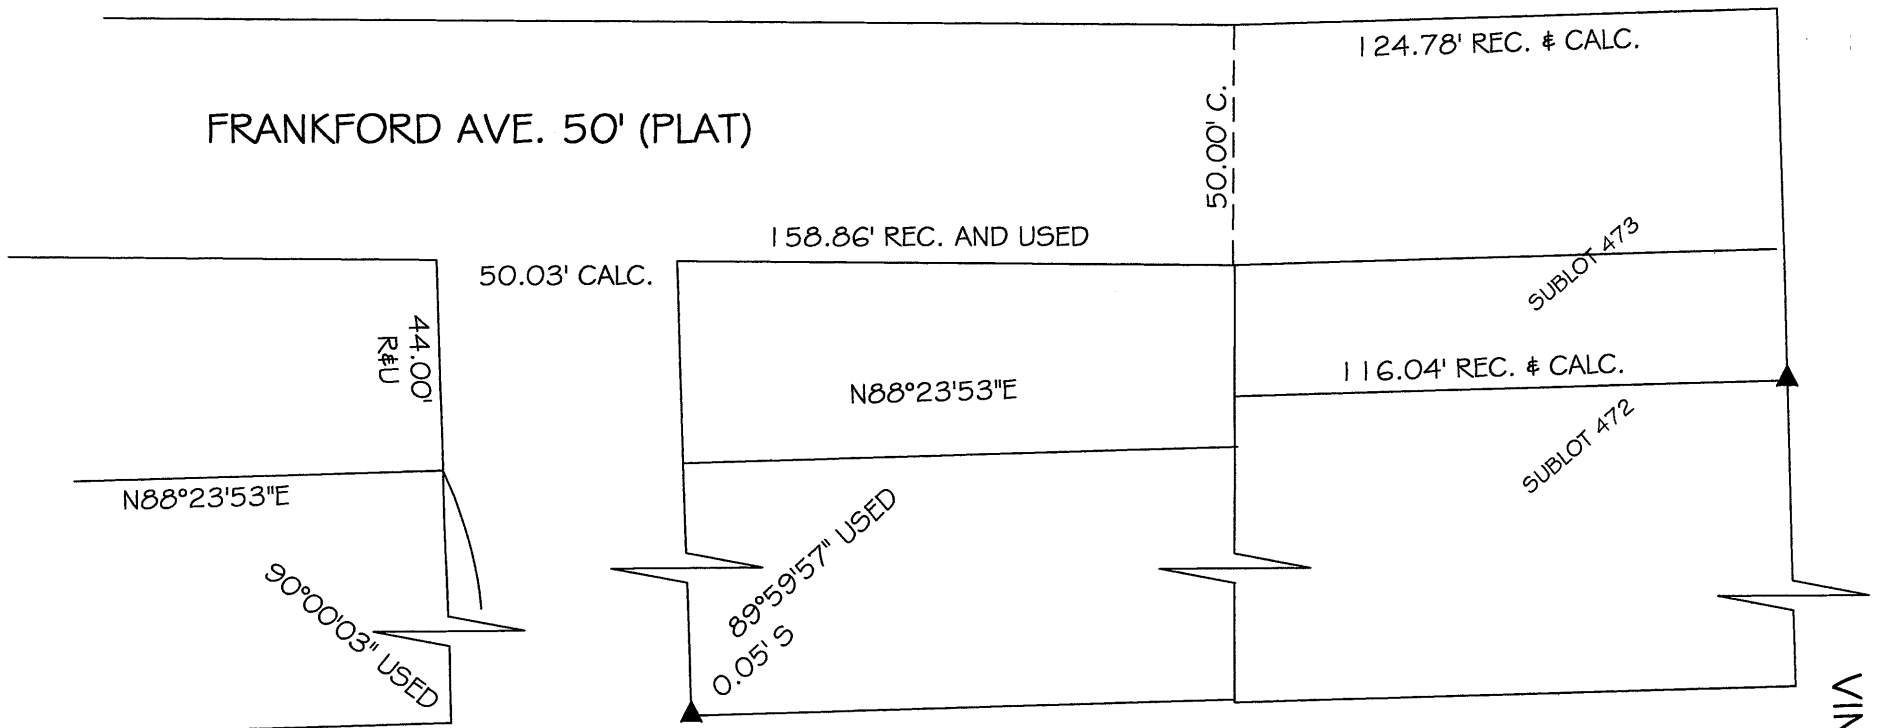 124.78' REC. & CALC.
FRANKFORD AVE. 50' (PLAT)
50.00' C.
158.86' REC. AND USED
50.03' CALC.
SUBLOT 473
44.00'
R&U
N88°23'53"E
116.04' REC. & CALC.
SUBLOT 472
N88°23'53"E
89°59'57" USED
0.05' S
90°00'03" USED
VIN